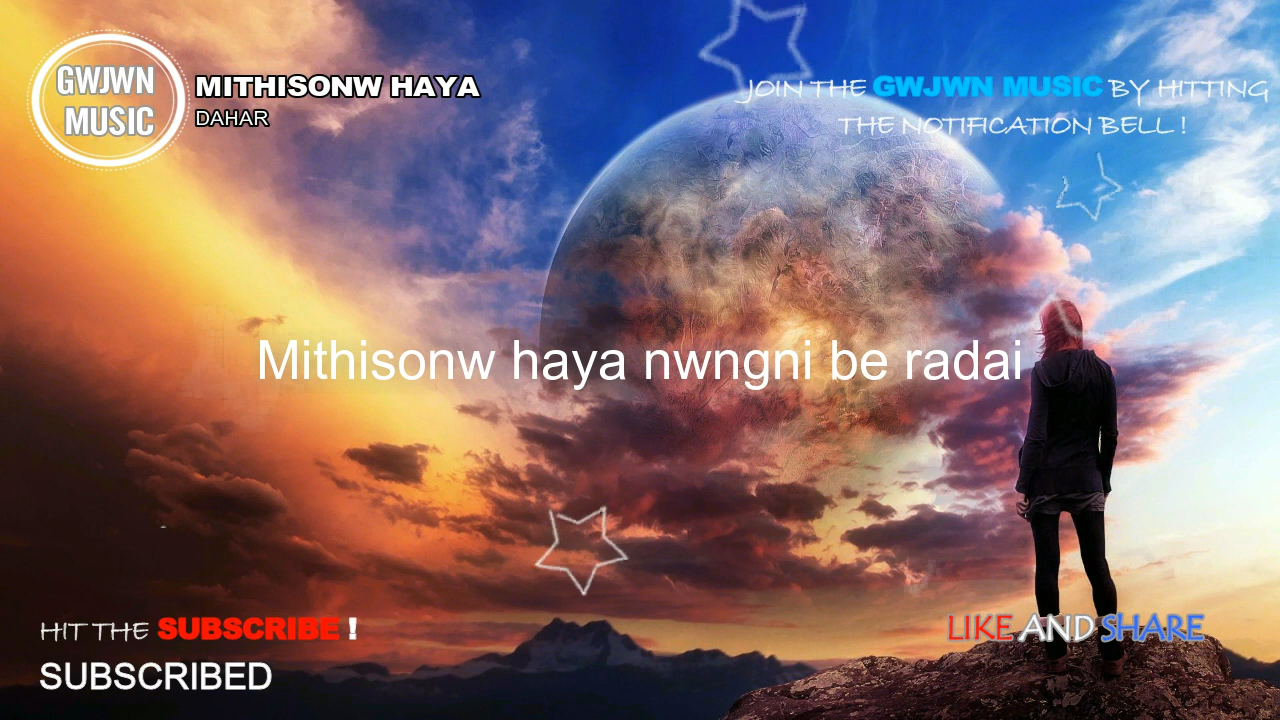 GWJWN
MUSIC
MITHISONW HAYA
DAHAR
JOIN THE GWJWN MUSIC BY HITTING
THE NOTIFICATION BELL !
Mithisonw haya nwngni be radai
HIT THE SUBSCRIBE !
SUBSCRIBED
LIKE AND SHARE